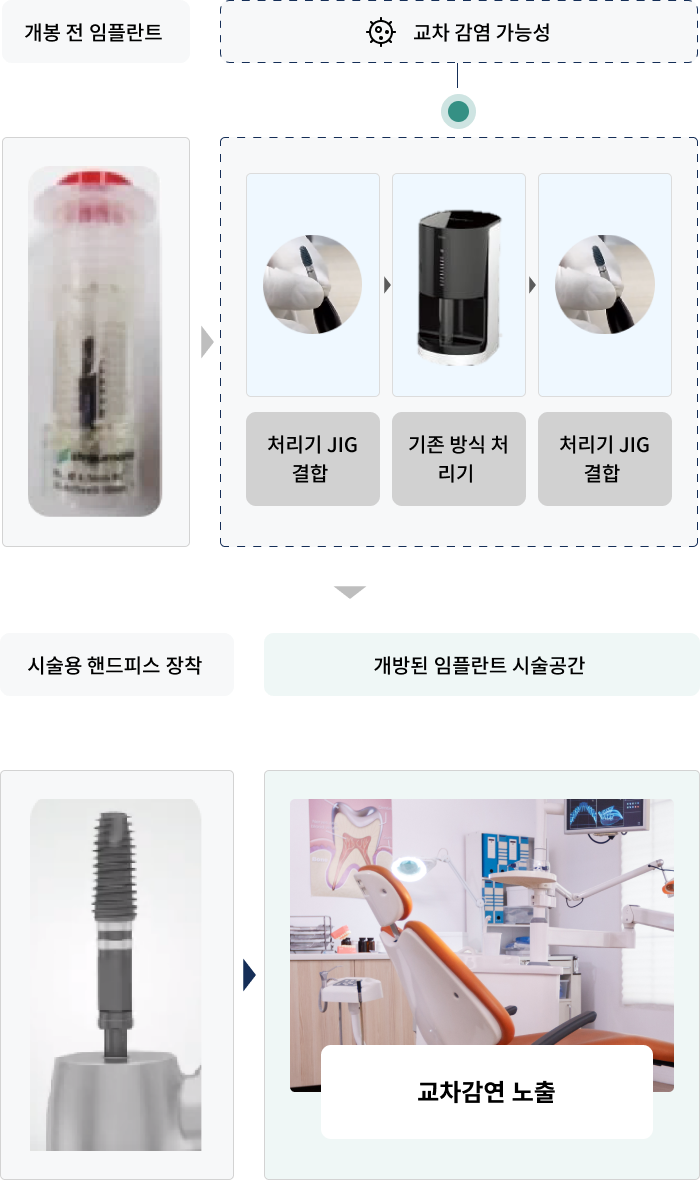 개봉 전 임플란트
교차 감염 가능성
처리기 JIG
결합
기존 방식 처
리기
처리기 JIG
결합
시술용 핸드피스 장착
개방된 임플란트 시술공간
교차감연 노출